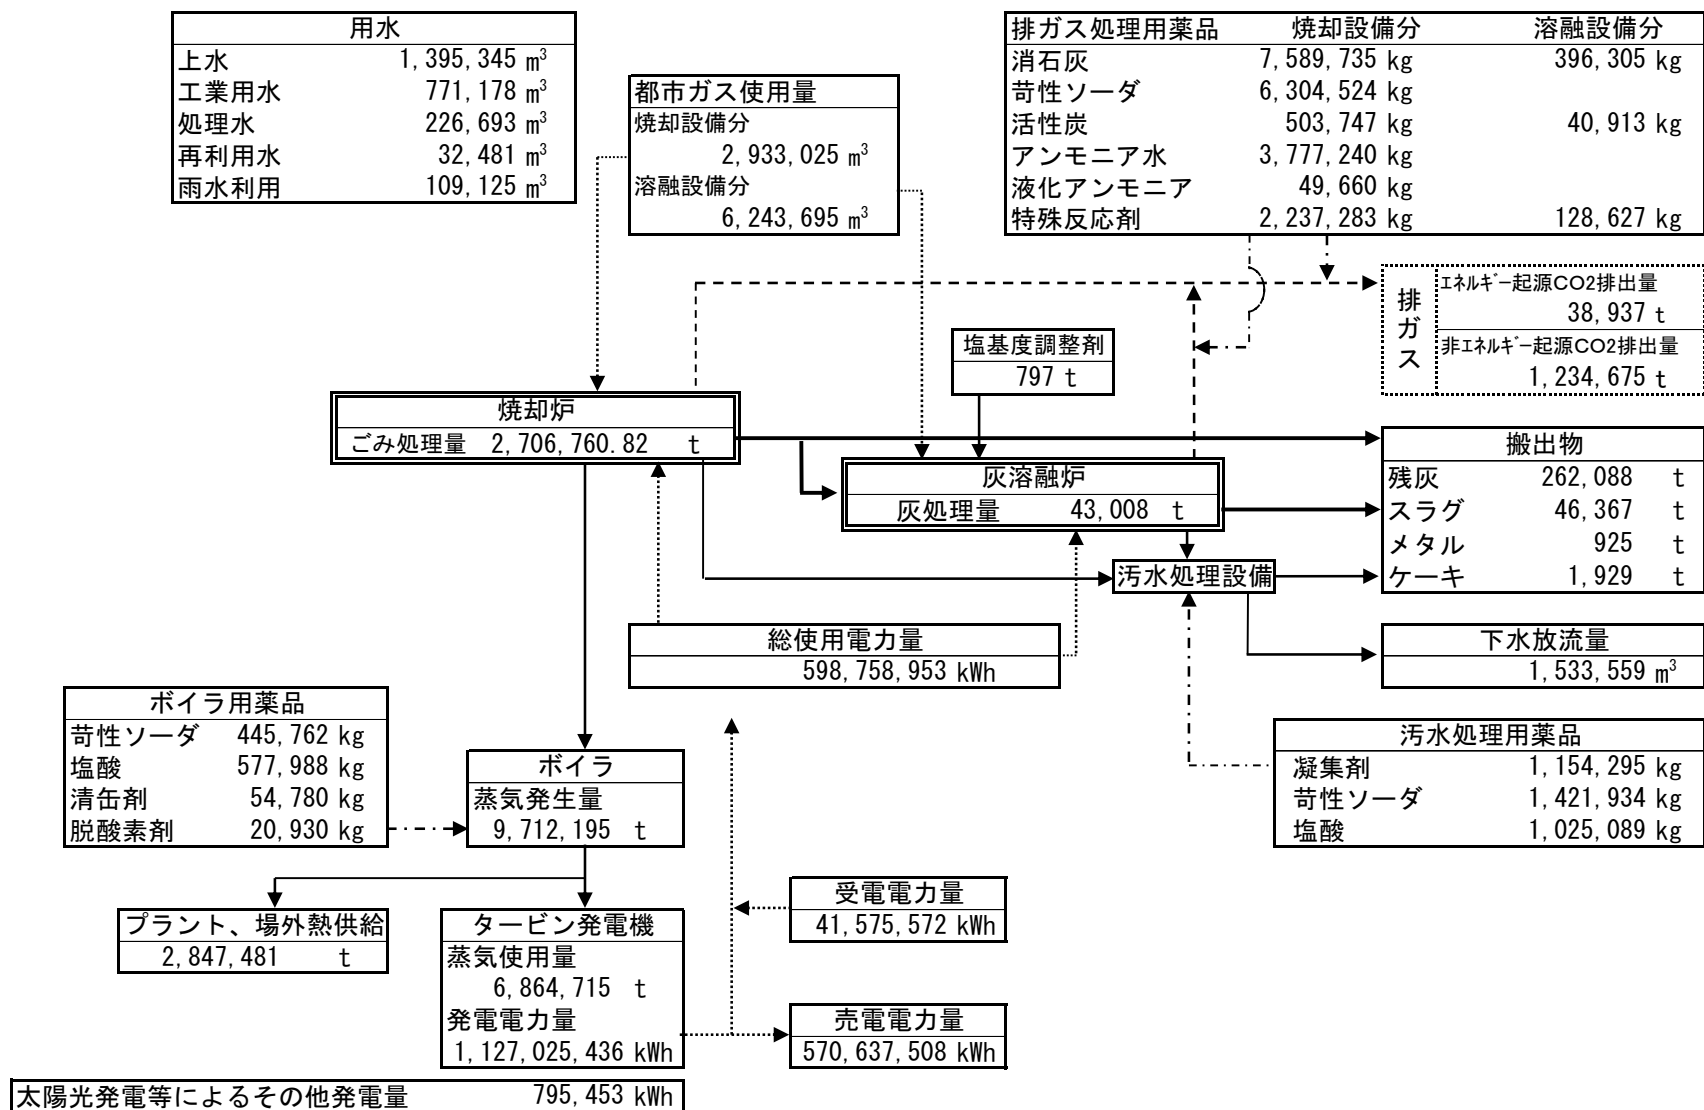 用水
上水 1,395,345 m³
工業用水 771,178 m³
処理水 226,693 m³
再利用水 32,481 m³
雨水利用 109,125 m³
都市ガス使用量
焼却設備分
2,933,025 m³
溶融設備分
6,243,695 m³
排ガス処理用薬品 焼却設備分 溶融設備分
消石灰 7,589,735 kg 396,305 kg
苛性ソーダ 6,304,524 kg
活性炭 503,747 kg 40,913 kg
アンモニア水 3,777,240 kg
液化アンモニア 49,660 kg
特殊反応剤 2,237,283 kg 128,627 kg
排ガス
エネルギー起源CO2排出量
38,937 t
非エネルギー起源CO2排出量
1,234,675 t
塩基度調整剤
797 t
焼却炉
ごみ処理量 2,706,760.82 t
灰溶融炉
灰処理量 43,008 t
搬出物
残灰 262,088 t
スラグ 46,367 t
メタル 925 t
ケーキ 1,929 t
汚水処理設備
総使用電力量
598,758,953 kWh
下水放流量
1,533,559 m³
ボイラ用薬品
苛性ソーダ 445,762 kg
塩酸 577,988 kg
清缶剤 54,780 kg
脱酸素剤 20,930 kg
ボイラ
蒸気発生量
9,712,195 t
汚水処理用薬品
凝集剤 1,154,295 kg
苛性ソーダ 1,421,934 kg
塩酸 1,025,089 kg
プラント、場外熱供給
2,847,481 t
タービン発電機
蒸気使用量
6,864,715 t
発電電力量
1,127,025,436 kWh
受電電力量
41,575,572 kWh
売電電力量
570,637,508 kWh
太陽光発電等によるその他発電量 795,453 kWh